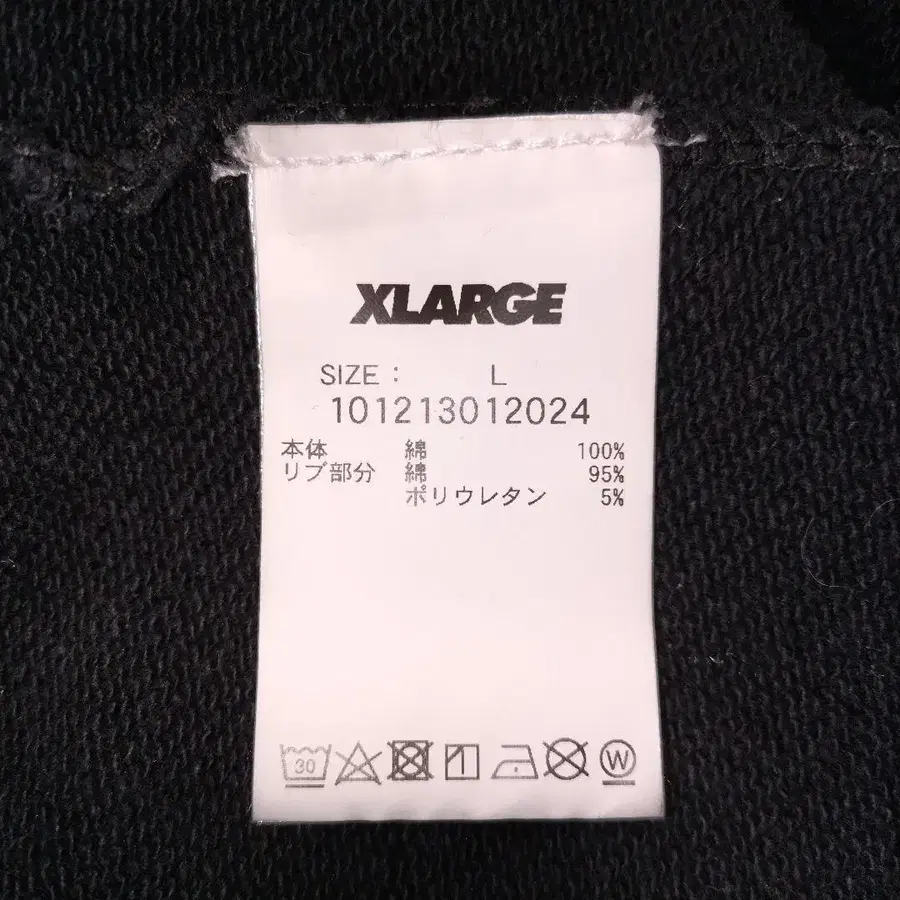 XLARGE
SIZE : L
101213012024
本体 綿 100%
リブ部分 綿 95%
ポリウレタン 5%
30 W